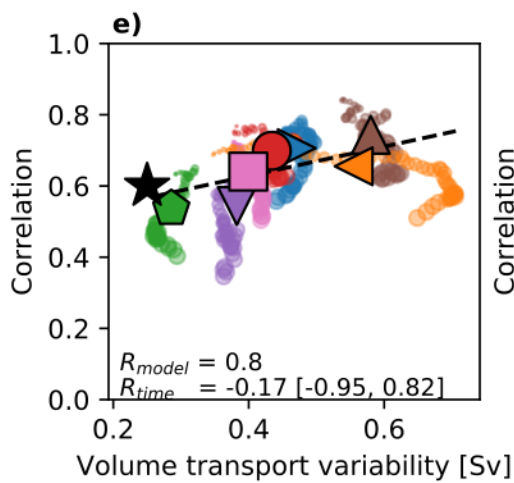 e)
1.0
0.8
0.6
0.4
0.2
0.0
Correlation
Correlation
R_model = 0.8
R_time = -0.17 [-0.95, 0.82]
0.2 0.4 0.6
Volume transport variability [Sv]